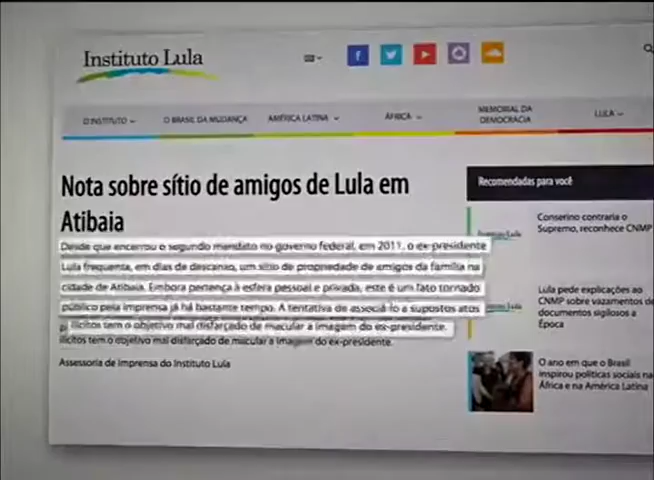 Instituto Lula
O INSTITUTO
O BRASIL DA MUDANÇA
AMÉRICA LATINA
ÁFRICA
MEMORIAL DA
DEMOCRACIA
LULA
Nota sobre sítio de amigos de Lula em
Atibaia
Desde que encerrou o segundo mandato no governo federal, em 2011, o ex-presidente
Lula frequenta, em dias de descanso, um sítio de propriedade de amigos da família na
cidade de Atibaia. Embora pertença à esfera pessoal e privada, este é um fato tornado
público pela imprensa já há bastante tempo. A tentativa de associá-lo a supostos atos
ilícitos tem o objetivo mal disfarçado de macular a imagem do ex-presidente.
ilícitos tem o objetivo mal disfarçado de macular a imagem do ex-presidente.
Assessoria de Imprensa do Instituto Lula
Recomendadas para você
Conserino contraria o
Supremo, reconhece CNMP
Lula pede explicações ao
CNMP sobre vazamentos de
documentos sigilosos a
Época
O ano em que o Brasil
inspirou políticas sociais na
África e na América Latina